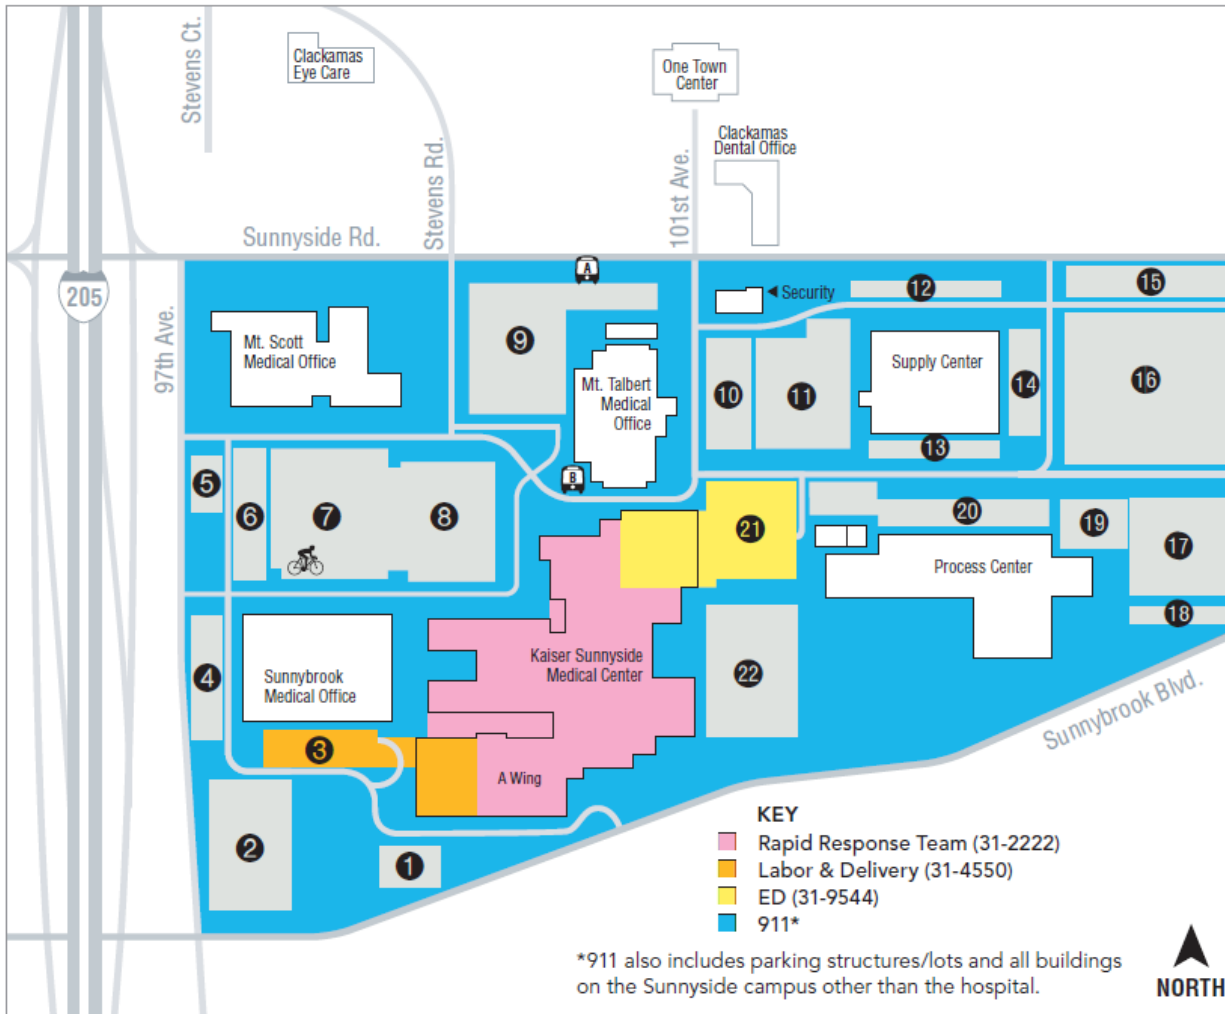 Stevens Ct.
Clackamas
Eye Care
One Town
Center
Clackamas
Dental Office
Stevens Rd.
101st Ave.
Sunnyside Rd.
205
97th Ave.
A
Security
12
15
9
Mt. Scott
Medical Office
Mt. Talbert
Medical
Office
10
11
Supply Center
14
16
13
B
5
6
7
8
21
20
19
17
Process Center
18
4
Sunnybrook
Medical Office
Kaiser Sunnyside
Medical Center
22
Sunnybrook Blvd.
3
A Wing
2
1
KEY
Rapid Response Team (31-2222)
Labor & Delivery (31-4550)
ED (31-9544)
911*
*911 also includes parking structures/lots and all buildings
on the Sunnyside campus other than the hospital.
NORTH